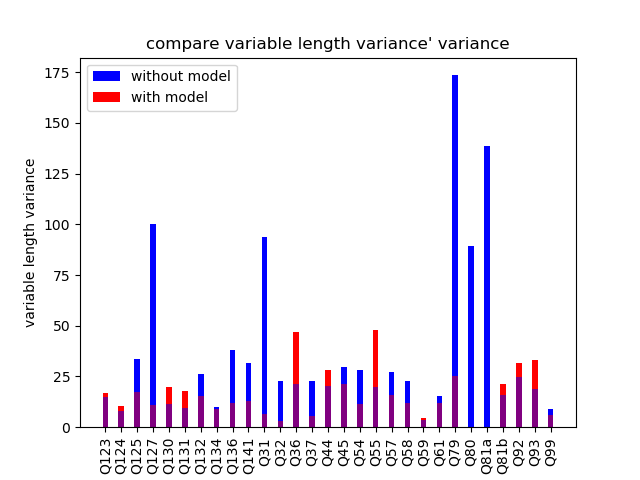 compare variable length variance' variance
without model
with model
variable length variance
175
150
125
100
75
50
25
0
Q123
Q124
Q125
Q127
Q130
Q131
Q132
Q134
Q136
Q141
Q31
Q32
Q36
Q37
Q44
Q45
Q54
Q55
Q57
Q58
Q59
Q61
Q79
Q80
Q81a
Q81b
Q92
Q93
Q99